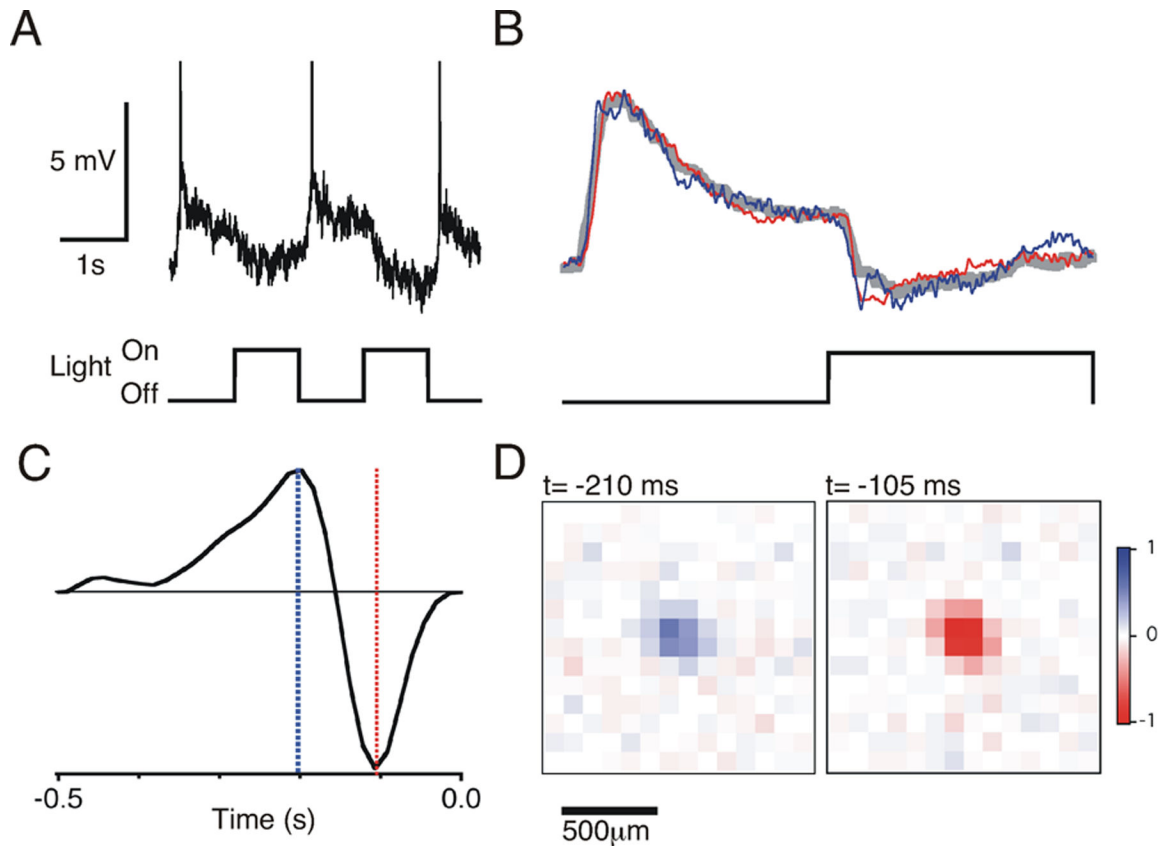 A
5 mV
1s
Light
On
Off
B
C
-0.5
0.0
Time (s)
D
t= -210 ms
t= -105 ms
1
0
-1
500μm